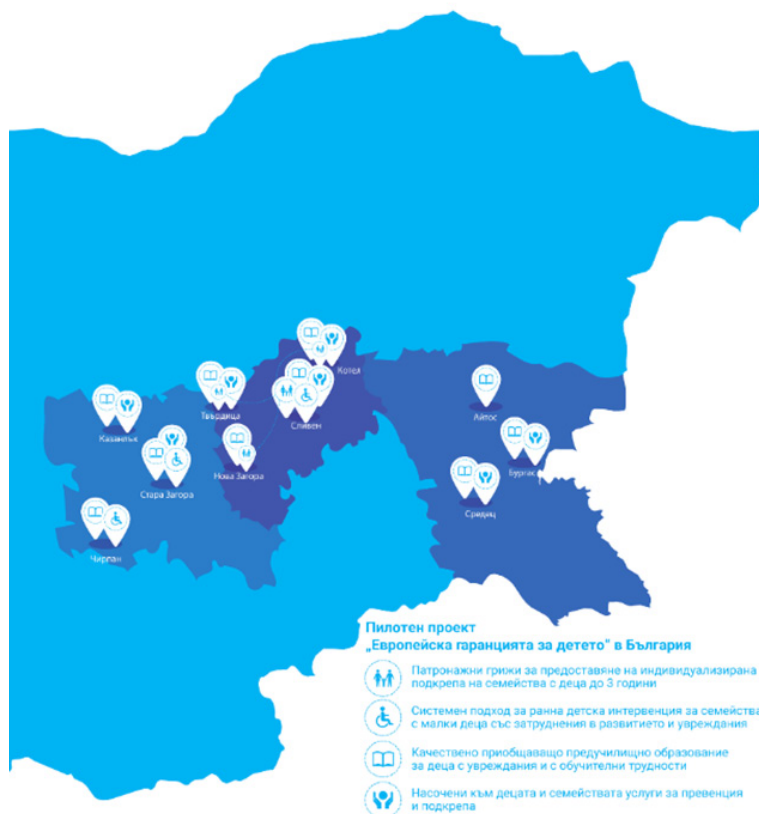 Котел
Твърдица
Айтос
Сливен
Казанлък
Бургас
Нова Загора
Стара Загора
Средец
Чирпан
Пилотен проект
„Европейска гаранцията за детето” в България
Патронажни грижи за предоставяне на индивидуализирана
подкрепа на семейства с деца до 3 години
Системен подход за ранна детска интервенция за семейства
с малки деца със затруднения в развитието и увреждания
Качествено приобщаващо предучилищно образование
за деца с увреждания и с обучителни трудности
Насочени към децата и семействата услуги за превенция
и подкрепа